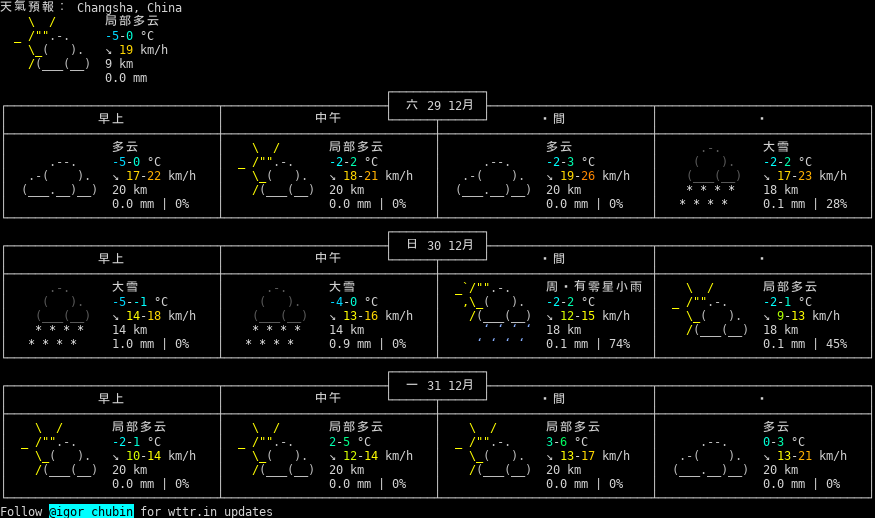 天氣預報： Changsha, China
局部多云
-5-0 °C
↘ 19 km/h
9 km
0.0 mm
六 29 12月
早上 中午 ・間 ・
多云 局部多云 多云 大雪
-5-0 °C -2-2 °C -2-3 °C -2-2 °C
↘ 17-22 km/h ↘ 18-21 km/h ↘ 19-26 km/h ↘ 17-23 km/h
20 km 20 km 20 km 18 km
0.0 mm | 0% 0.0 mm | 0% 0.0 mm | 0% 0.1 mm | 28%
日 30 12月
早上 中午 ・間 ・
大雪 大雪 周・有零星小雨 局部多云
-5--1 °C -4-0 °C -2-2 °C -2-1 °C
↘ 14-18 km/h ↘ 13-16 km/h ↘ 12-15 km/h ↘ 9-13 km/h
14 km 14 km 18 km 18 km
1.0 mm | 0% 0.9 mm | 0% 0.1 mm | 74% 0.1 mm | 45%
一 31 12月
早上 中午 ・間 ・
局部多云 局部多云 局部多云 多云
-2-1 °C 2-5 °C 3-6 °C 0-3 °C
↘ 10-14 km/h ↘ 12-14 km/h ↘ 13-17 km/h ↘ 13-21 km/h
20 km 20 km 20 km 20 km
0.0 mm | 0% 0.0 mm | 0% 0.0 mm | 0% 0.0 mm | 0%
Follow @igor_chubin for wttr.in updates